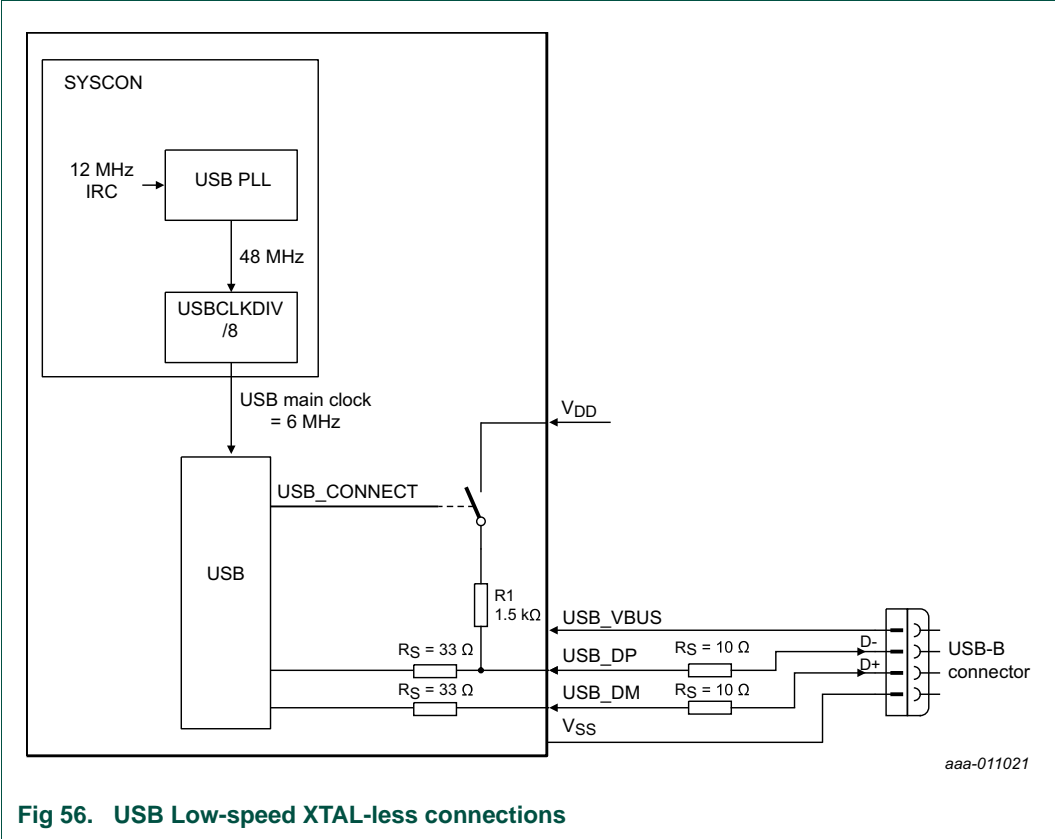 SYSCON
12 MHz
IRC
USB PLL
48 MHz
USBCLKDIV
/8
USB main clock
= 6 MHz
VDD
USB_CONNECT
USB
R1
1.5 kΩ
USB_VBUS
RS = 33 Ω
USB_DP
RS = 10 Ω
D-
USB-B
connector
D+
RS = 33 Ω
USB_DM
RS = 10 Ω
VSS
aaa-011021
Fig 56. USB Low-speed XTAL-less connections